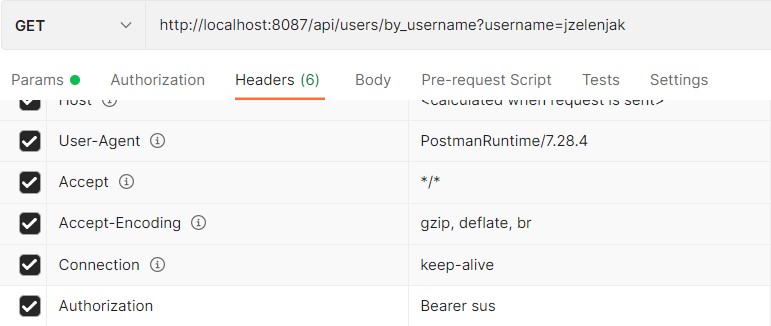 GET http://localhost:8087/api/users/by_username?username=jzelenjak
Params Authorization Headers (6) Body Pre-request Script Tests Settings
Host <calculated when request is sent>
User-Agent PostmanRuntime/7.28.4
Accept */*
Accept-Encoding gzip, deflate, br
Connection keep-alive
Authorization Bearer sus